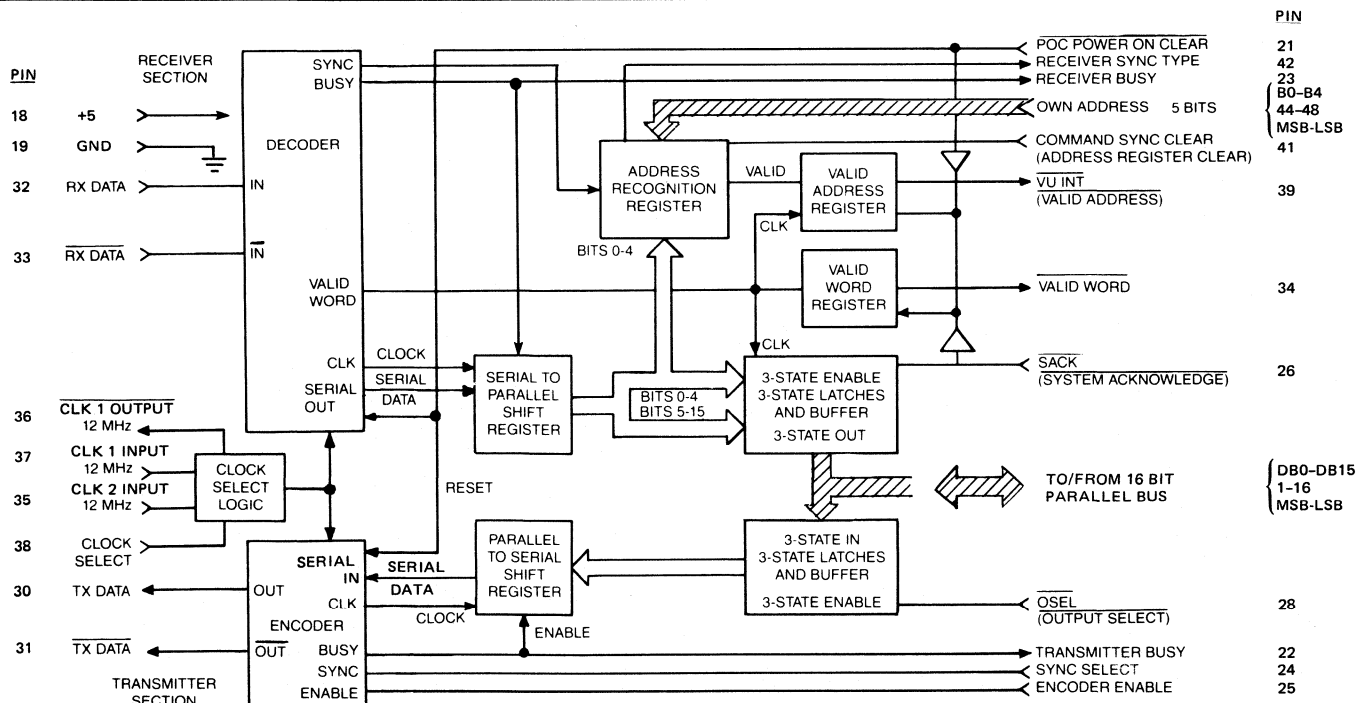 PIN
RECEIVER
SECTION
PIN
18 +5
19 GND
32 RX DATA
33 RX DATA
36 CLK 1 OUTPUT
12 MHz
37 CLK 1 INPUT
12 MHz
35 CLK 2 INPUT
12 MHz
38 CLOCK
SELECT
30 TX DATA
31 TX DATA
TRANSMITTER
SECTION
SYNC
BUSY
DECODER
IN
IN
VALID
WORD
CLK
SERIAL
OUT
CLOCK
SERIAL
DATA
CLOCK
SELECT
LOGIC
RESET
SERIAL
IN
SERIAL
DATA
OUT
CLK
CLOCK
ENCODER
OUT
BUSY
SYNC
ENABLE
ENABLE
SERIAL TO
PARALLEL
SHIFT
REGISTER
PARALLEL
TO SERIAL
SHIFT
REGISTER
ADDRESS
RECOGNITION
REGISTER
BITS 0-4
VALID
CLK
VALID
ADDRESS
REGISTER
VALID
WORD
REGISTER
CLK
BITS 0-4
BITS 5-15
3-STATE ENABLE
3-STATE LATCHES
AND BUFFER
3-STATE OUT
3-STATE IN
3-STATE LATCHES
AND BUFFER
3-STATE ENABLE
POC POWER ON CLEAR 21
RECEIVER SYNC TYPE 42
RECEIVER BUSY 23
OWN ADDRESS 5 BITS
B0-B4
44-48
MSB-LSB
COMMAND SYNC CLEAR
(ADDRESS REGISTER CLEAR) 41
VU INT
(VALID ADDRESS) 39
VALID WORD 34
SACK
(SYSTEM ACKNOWLEDGE) 26
TO/FROM 16 BIT
PARALLEL BUS
DB0-DB15
1-16
MSB-LSB
OSEL
(OUTPUT SELECT) 28
TRANSMITTER BUSY 22
SYNC SELECT 24
ENCODER ENABLE 25